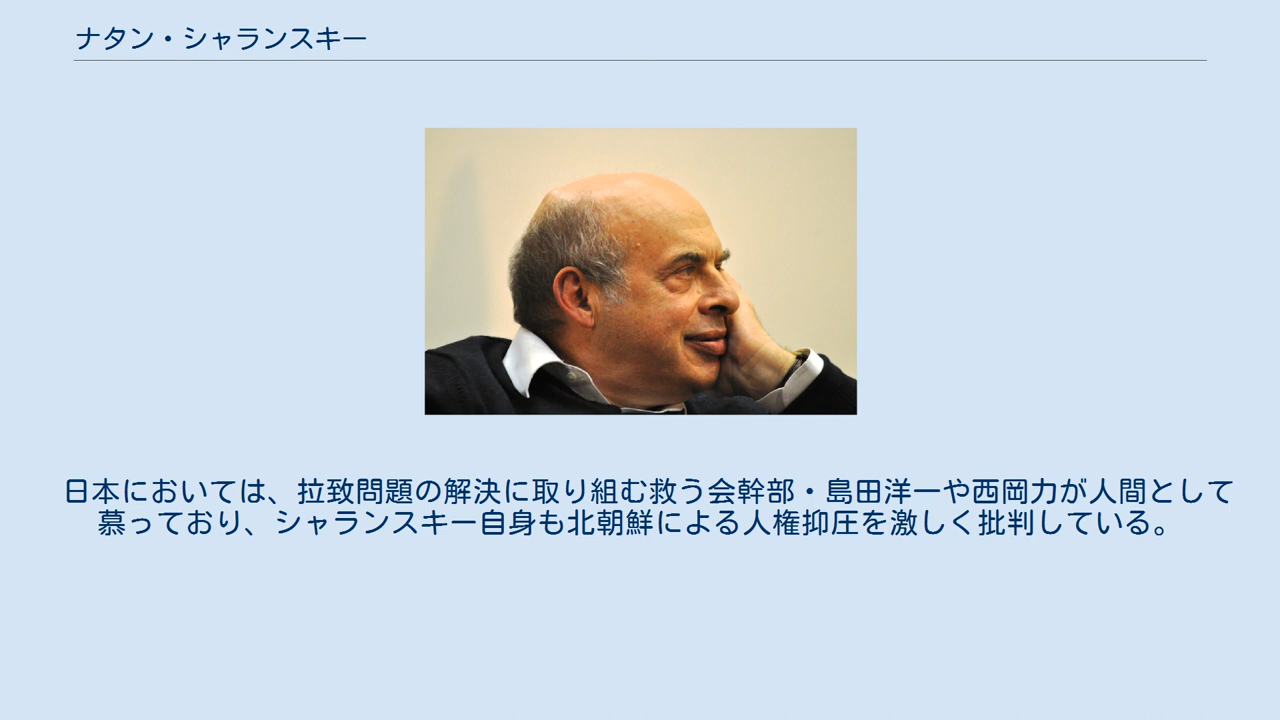 ナタン・シャランスキー
日本においては、拉致問題の解決に取り組む救う会幹部・島田洋一や西岡力が人間として
慕っており、シャランスキー自身も北朝鮮による人権抑圧を激しく批判している。